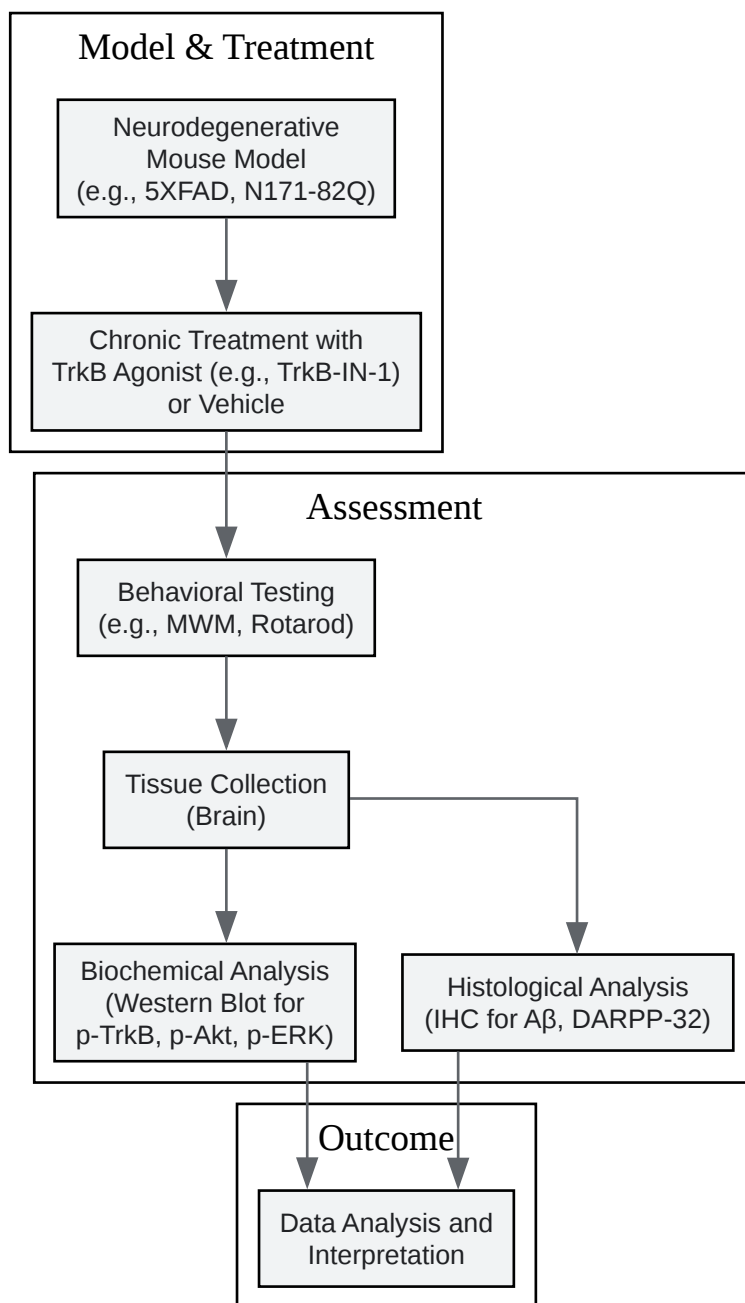 Model & Treatment
Neurodegenerative
Mouse Model
(e.g., 5XFAD, N171-82Q)
Chronic Treatment with
TrkB Agonist (e.g., TrkB-IN-1)
or Vehicle
Assessment
Behavioral Testing
(e.g., MWM, Rotarod)
Tissue Collection
(Brain)
Biochemical Analysis
(Western Blot for
p-TrkB, p-Akt, p-ERK)
Histological Analysis
(IHC for Aβ, DARPP-32)
Outcome
Data Analysis and
Interpretation